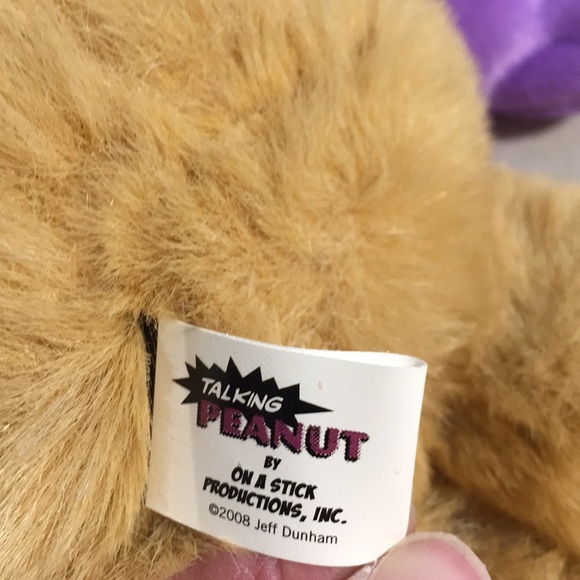 TALKING
PEANUT
BY
ON A STICK
PRODUCTIONS, INC.
©2008 Jeff Dunham